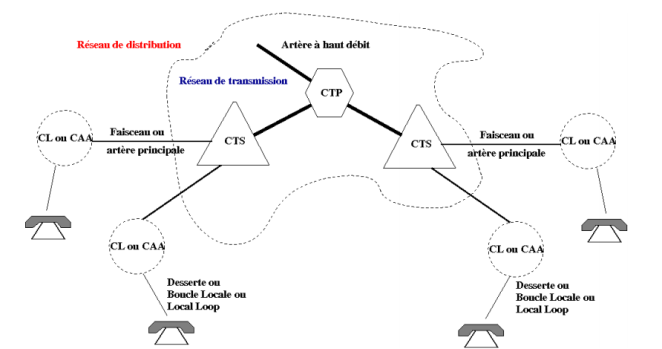 Réseau de distribution
Artère à haut débit
Réseau de transmission
CTP
CL ou CAA
Faisceau ou
artère principale
CTS
CTS
Faisceau ou
artère principale
CL ou CAA
CL ou CAA
CL ou CAA
Desserte ou
Boucle Locale ou
Local Loop
Desserte ou
Boucle Locale ou
Local Loop